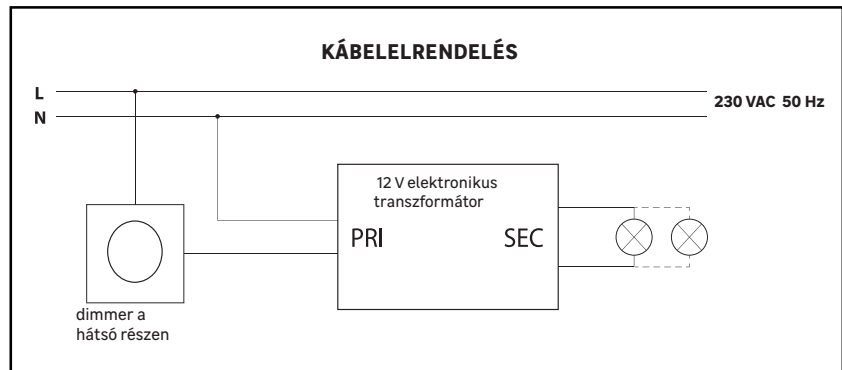 KÁBELELRENDELÉS
L
230 VAC 50 Hz
N
12 V elektronikus
transzformátor
PRI
SEC
dimmer a
hátsó részen